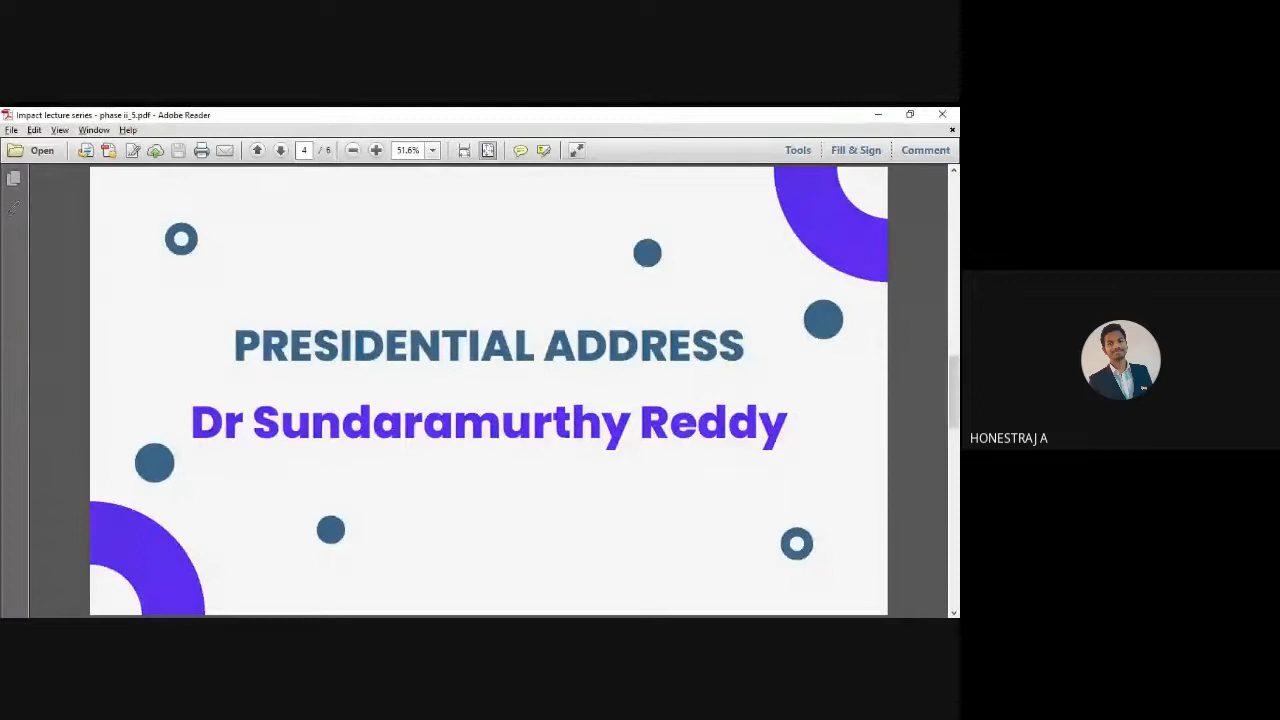 Impact lecture series - phase ii_5.pdf - Adobe Reader
File Edit View Window Help
Open 4 / 6 51.6% Tools Fill & Sign Comment
PRESIDENTIAL ADDRESS
Dr Sundaramurthy Reddy
HONESTRAJ A